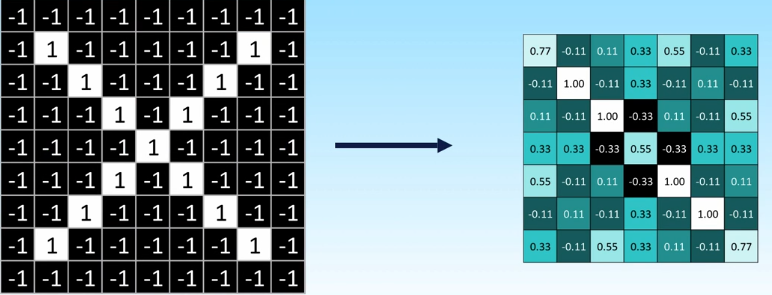 -1 -1 -1 -1 -1 -1 -1 -1 -1
-1 1 -1 -1 -1 -1 -1 1 -1
-1 -1 1 -1 -1 -1 1 -1 -1
-1 -1 -1 1 -1 1 -1 -1 -1
-1 -1 -1 -1 1 -1 -1 -1 -1
-1 -1 -1 1 -1 1 -1 -1 -1
-1 -1 1 -1 -1 -1 1 -1 -1
-1 1 -1 -1 -1 -1 -1 1 -1
-1 -1 -1 -1 -1 -1 -1 -1 -1
0.77 -0.11 0.11 0.33 0.55 -0.11 0.33
-0.11 1.00 -0.11 0.33 -0.11 0.11 -0.11
0.11 -0.11 1.00 -0.33 0.11 -0.11 0.55
0.33 0.33 -0.33 0.55 -0.33 0.33 0.33
0.55 -0.11 0.11 -0.33 1.00 -0.11 0.11
-0.11 0.11 -0.11 0.33 -0.11 1.00 -0.11
0.33 -0.11 0.55 0.33 0.11 -0.11 0.77